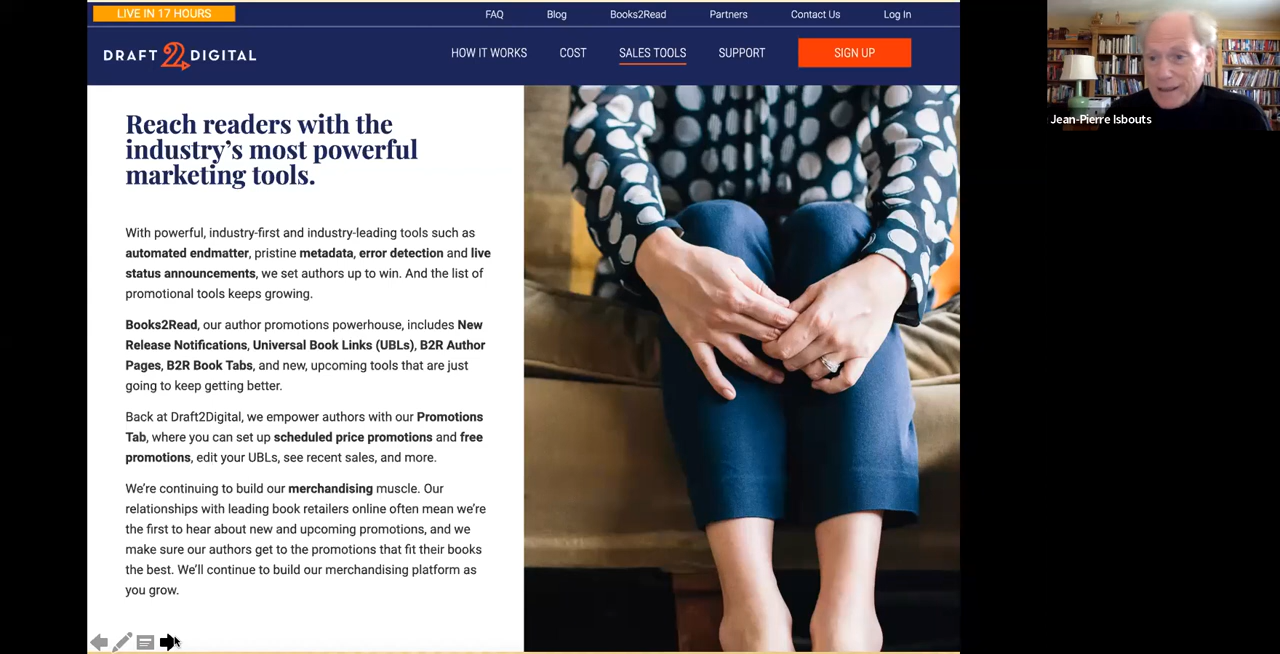 LIVE IN 17 HOURS
FAQ Blog Books2Read Partners Contact Us Log In
DRAFT 2 DIGITAL
HOW IT WORKS COST SALES TOOLS SUPPORT SIGN UP
Jean-Pierre Isbouts
Reach readers with the
industry’s most powerful
marketing tools.
With powerful, industry-first and industry-leading tools such as
automated endmatter, pristine metadata, error detection and live
status announcements, we set authors up to win. And the list of
promotional tools keeps growing.
Books2Read, our author promotions powerhouse, includes New
Release Notifications, Universal Book Links (UBLs), B2R Author
Pages, B2R Book Tabs, and new, upcoming tools that are just
going to keep getting better.
Back at Draft2Digital, we empower authors with our Promotions
Tab, where you can set up scheduled price promotions and free
promotions, edit your UBLs, see recent sales, and more.
We’re continuing to build our merchandising muscle. Our
relationships with leading book retailers online often mean we’re
the first to hear about new and upcoming promotions, and we
make sure our authors get to the promotions that fit their books
the best. We’ll continue to build our merchandising platform as
you grow.